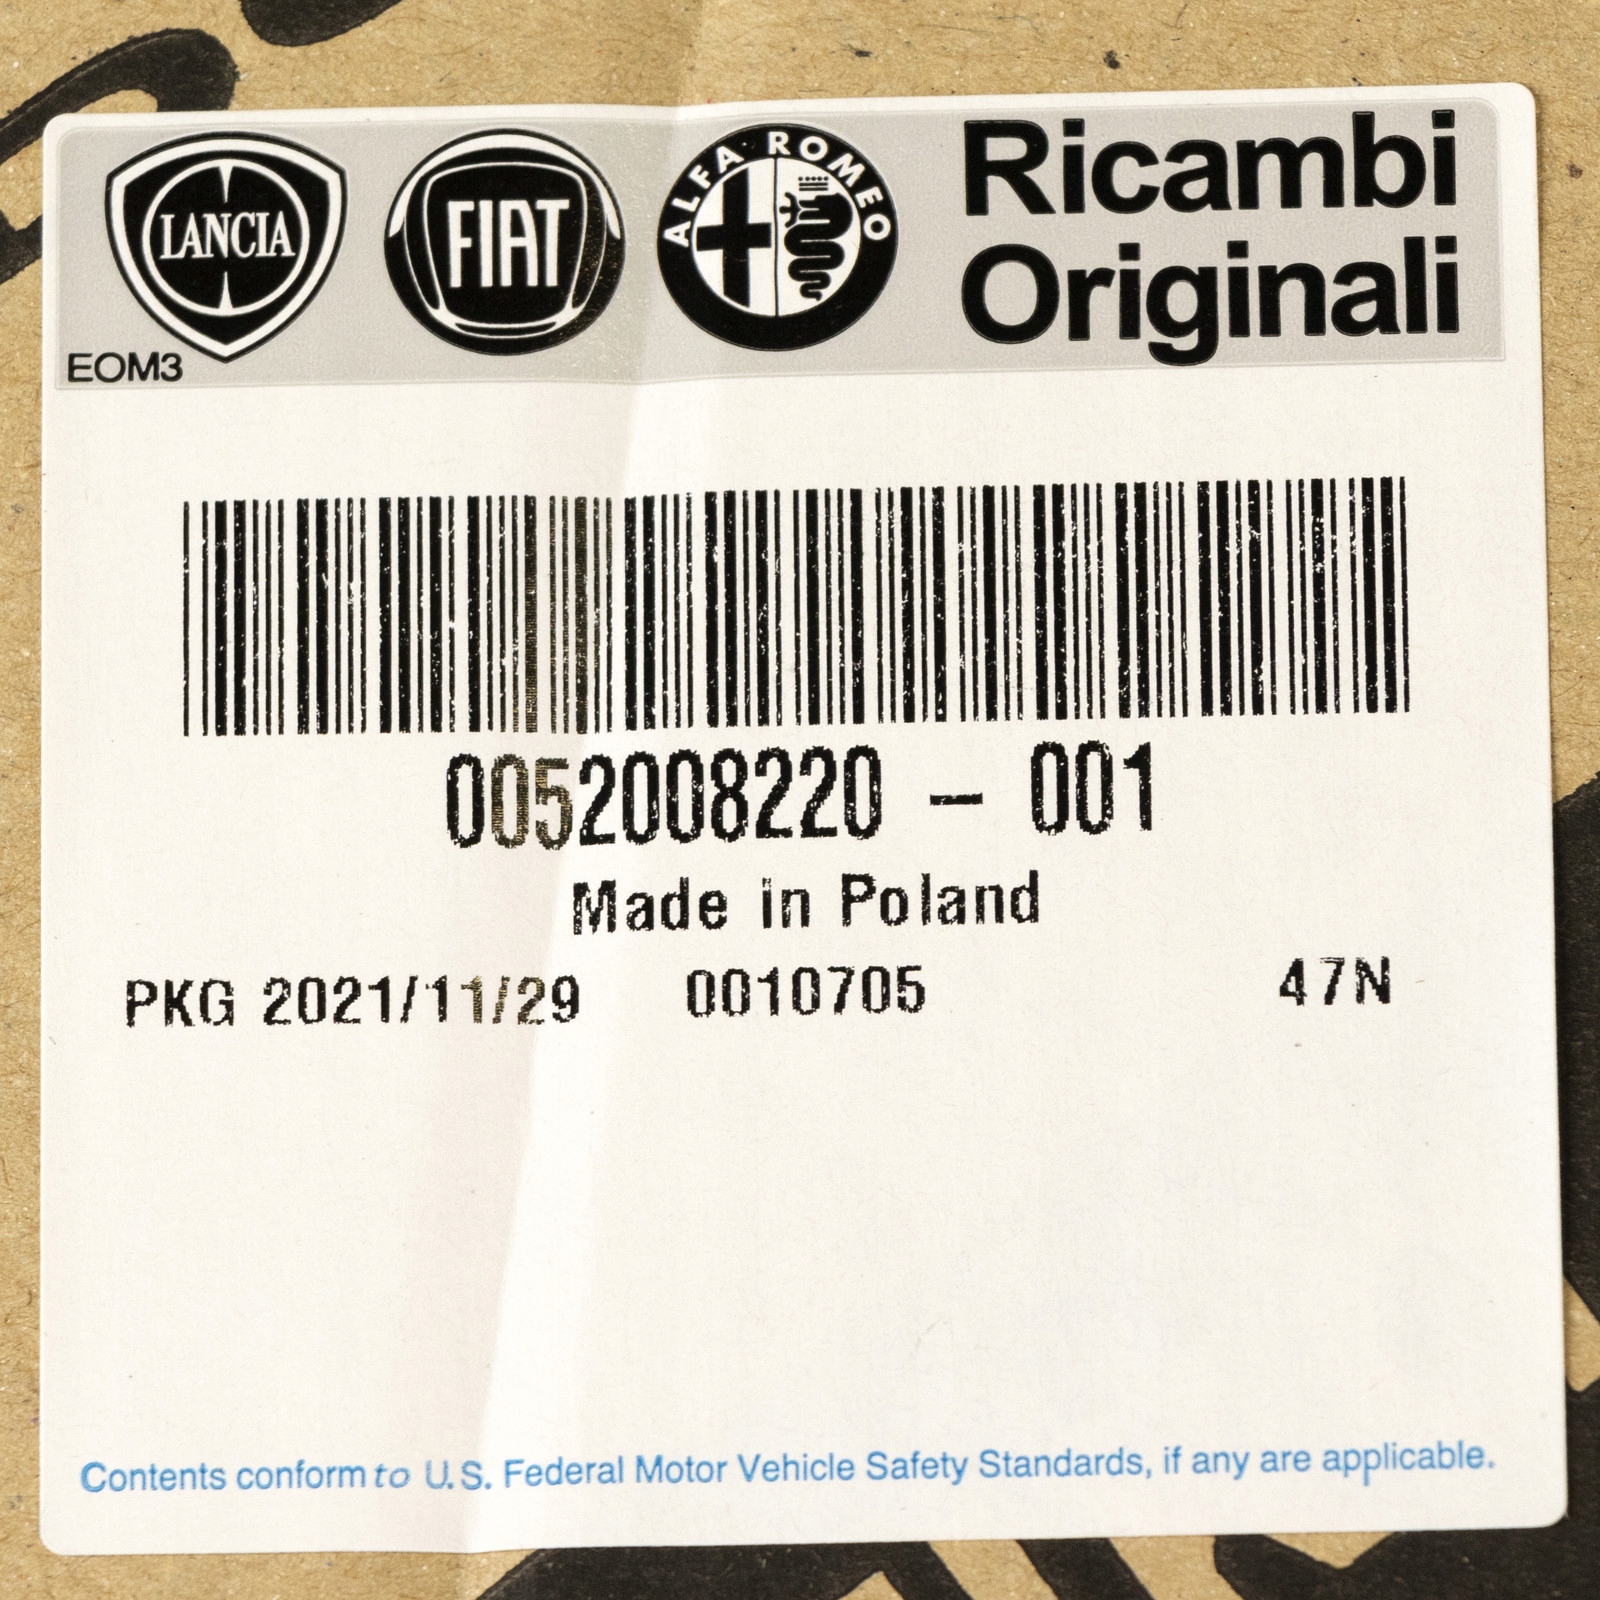 LANCIA
FIAT
ALFA ROMEO
Ricambi
Originali
EOM3
0052008220 – 001
Made in Poland
PKG 2021/11/29 0010705 47N
Contents conform to U.S. Federal Motor Vehicle Safety Standards, if any are applicable.